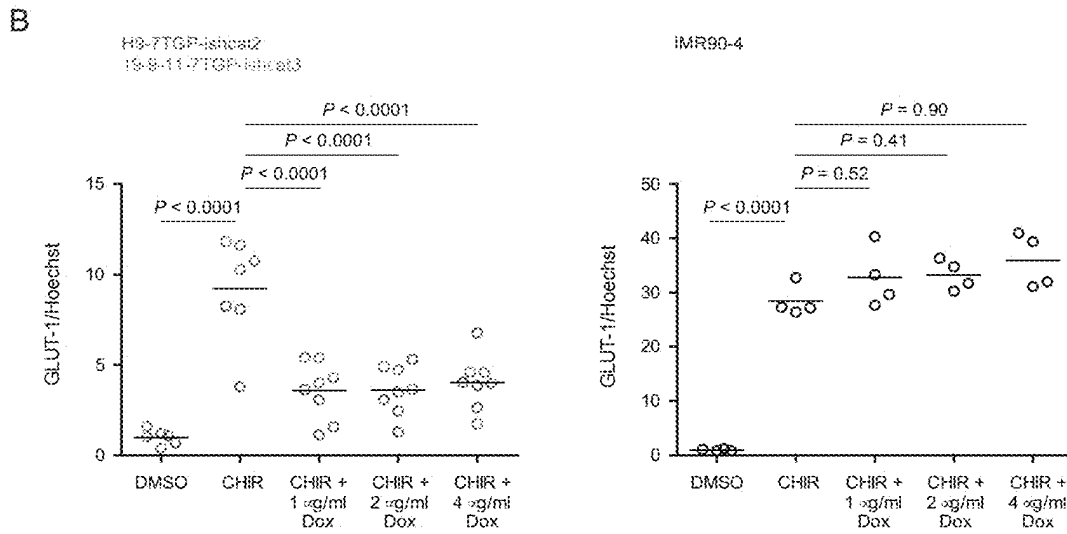 B
H9-7TGP-ishcat2
19-9-11-7TGP-ishcat3
P < 0.0001
P < 0.0001
P < 0.0001
P < 0.0001
GLUT-1/Hoechst
15
10
5
0
DMSO
CHIR
CHIR +
1 ∝g/ml
Dox
CHIR +
2 ∝g/ml
Dox
CHIR +
4 ∝g/ml
Dox
IMR90-4
P = 0.90
P = 0.41
P = 0.52
P < 0.0001
GLUT-1/Hoechst
50
40
30
20
10
0
DMSO
CHIR
CHIR +
1 ∝g/ml
Dox
CHIR +
2 ∝g/ml
Dox
CHIR +
4 ∝g/ml
Dox